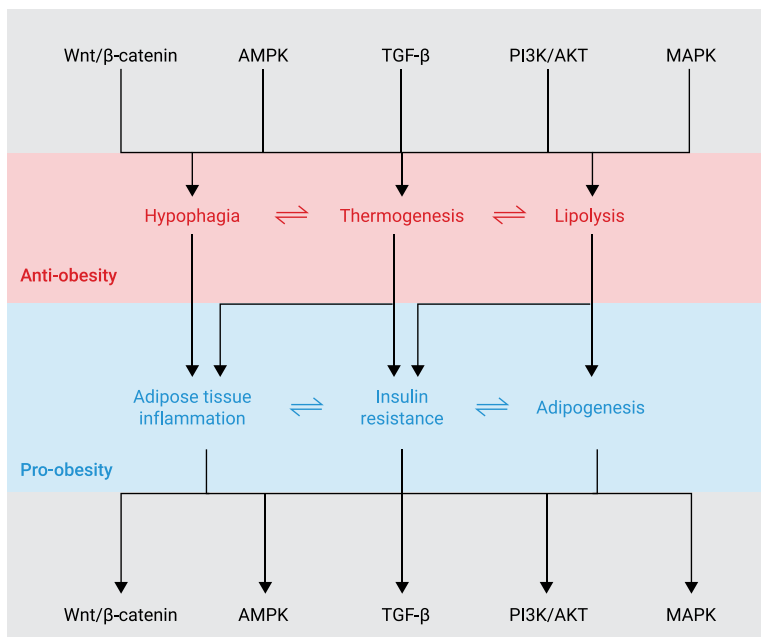 Wnt/β-catenin AMPK TGF-β PI3K/AKT MAPK
Hypophagia ⇌ Thermogenesis ⇌ Lipolysis
Anti-obesity
Adipose tissue
inflammation ⇌ Insulin
resistance ⇌ Adipogenesis
Pro-obesity
Wnt/β-catenin AMPK TGF-β PI3K/AKT MAPK